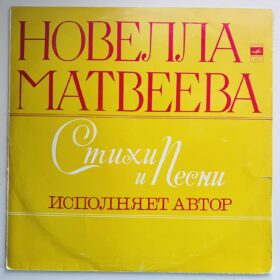 НОВЕЛЛА
МАТВЕЕВА
Стихи
и Песни
ИСПОЛНЯЕТ АВТОР